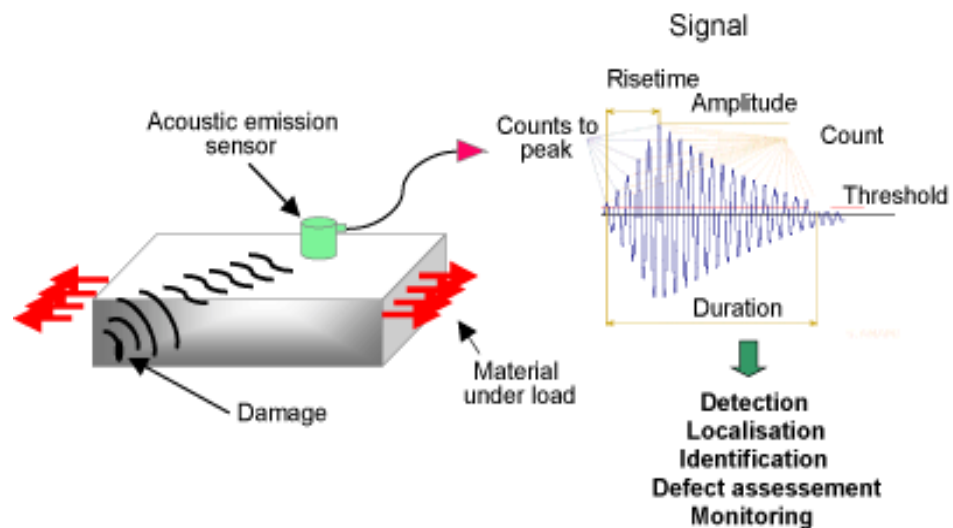 Signal
Risetime
Amplitude
Acoustic emission
sensor
Counts to
peak
Count
Threshold
Duration
Material
under load
Damage
Detection
Localisation
Identification
Defect assessement
Monitoring